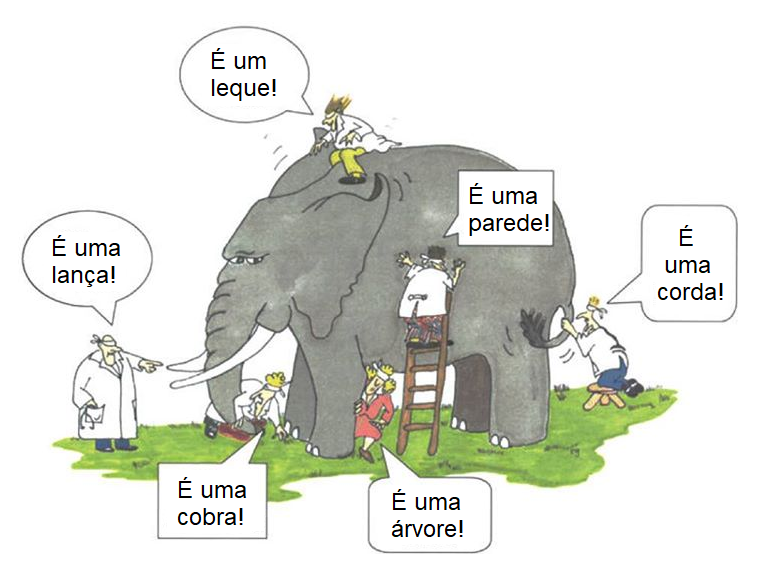 É um
leque!
É uma
parede!
É
uma
corda!
É uma
lança!
É uma
cobra!
É uma
árvore!